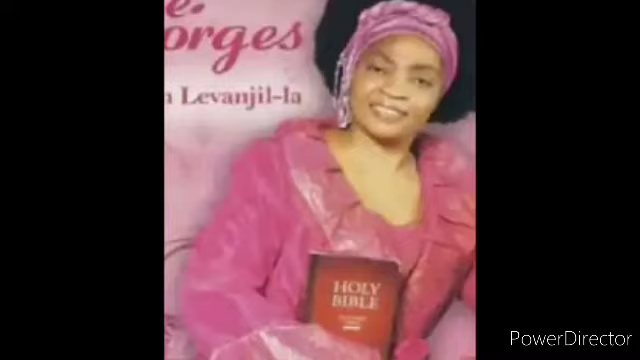 e.
orges
n Levanjil-la
HOLY
BIBLE
PowerDirector